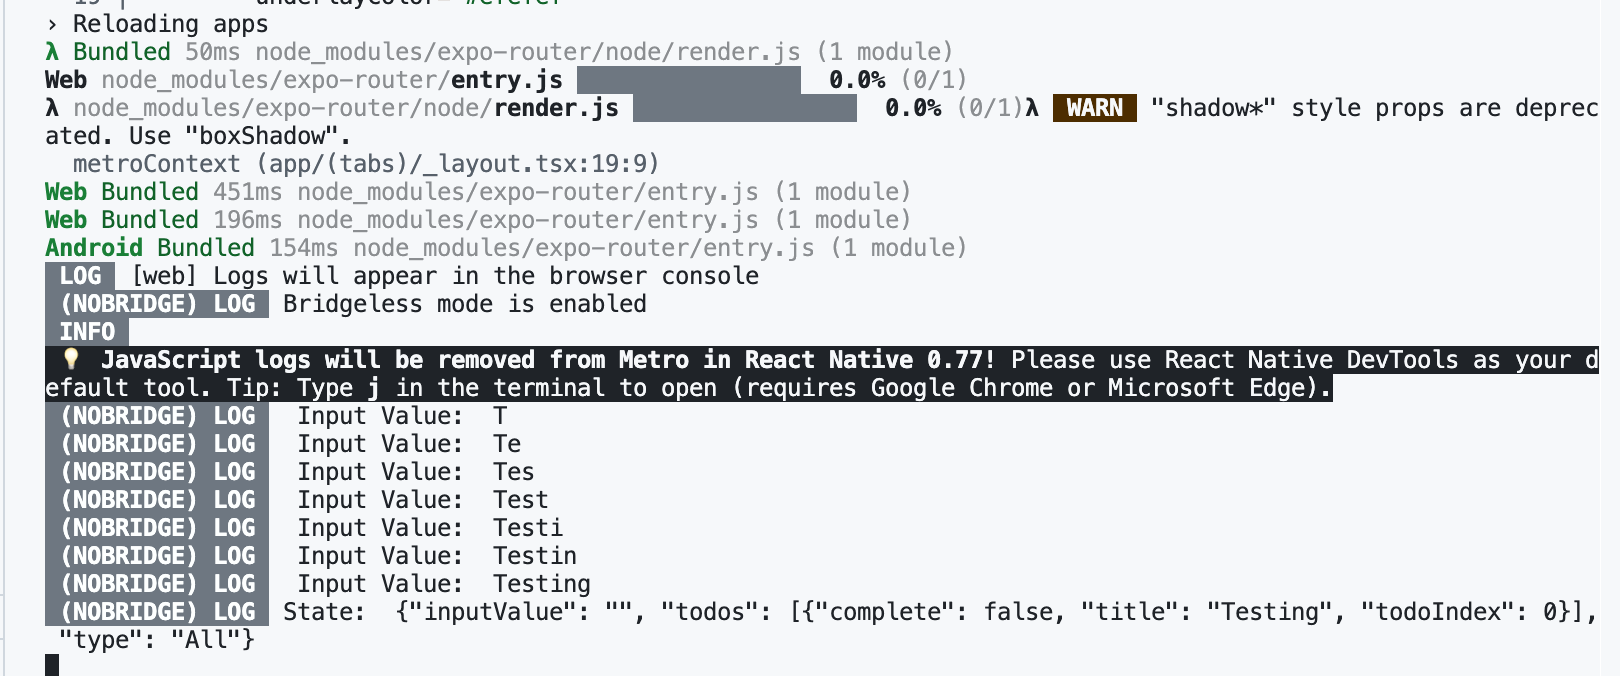 › Reloading apps
λ Bundled 50ms node_modules/expo-router/node/render.js (1 module)
Web node_modules/expo-router/entry.js 0.0% (0/1)
λ node_modules/expo-router/node/render.js 0.0% (0/1)λ WARN "shadow*" style props are deprec
ated. Use "boxShadow".
metroContext (app/(tabs)/_layout.tsx:19:9)
Web Bundled 451ms node_modules/expo-router/entry.js (1 module)
Web Bundled 196ms node_modules/expo-router/entry.js (1 module)
Android Bundled 154ms node_modules/expo-router/entry.js (1 module)
LOG [web] Logs will appear in the browser console
(NOBRIDGE) LOG Bridgeless mode is enabled
INFO
💡 JavaScript logs will be removed from Metro in React Native 0.77! Please use React Native DevTools as your d
efault tool. Tip: Type j in the terminal to open (requires Google Chrome or Microsoft Edge).
(NOBRIDGE) LOG Input Value: T
(NOBRIDGE) LOG Input Value: Te
(NOBRIDGE) LOG Input Value: Tes
(NOBRIDGE) LOG Input Value: Test
(NOBRIDGE) LOG Input Value: Testi
(NOBRIDGE) LOG Input Value: Testin
(NOBRIDGE) LOG Input Value: Testing
(NOBRIDGE) LOG State: {"inputValue": "", "todos": [{"complete": false, "title": "Testing", "todoIndex": 0}],
"type": "All"}